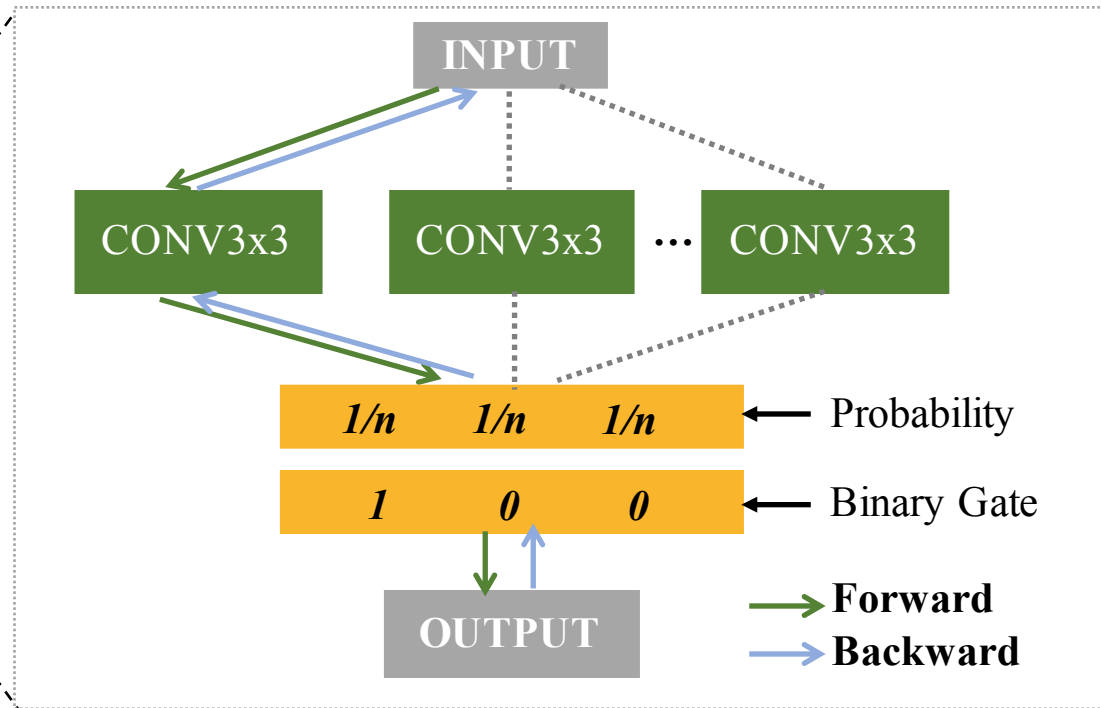 INPUT
CONV3x3 CONV3x3 ... CONV3x3
1/n 1/n 1/n Probability
1 0 0 Binary Gate
Forward
OUTPUT
Backward